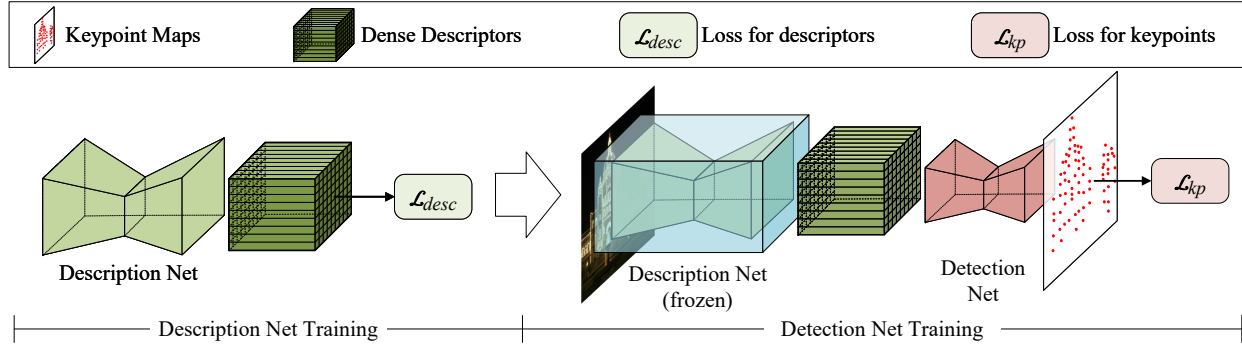 Keypoint Maps
Dense Descriptors
ℒdesc Loss for descriptors
ℒkp Loss for keypoints
ℒdesc
ℒkp
Description Net
Description Net
(frozen)
Detection
Net
Description Net Training
Detection Net Training